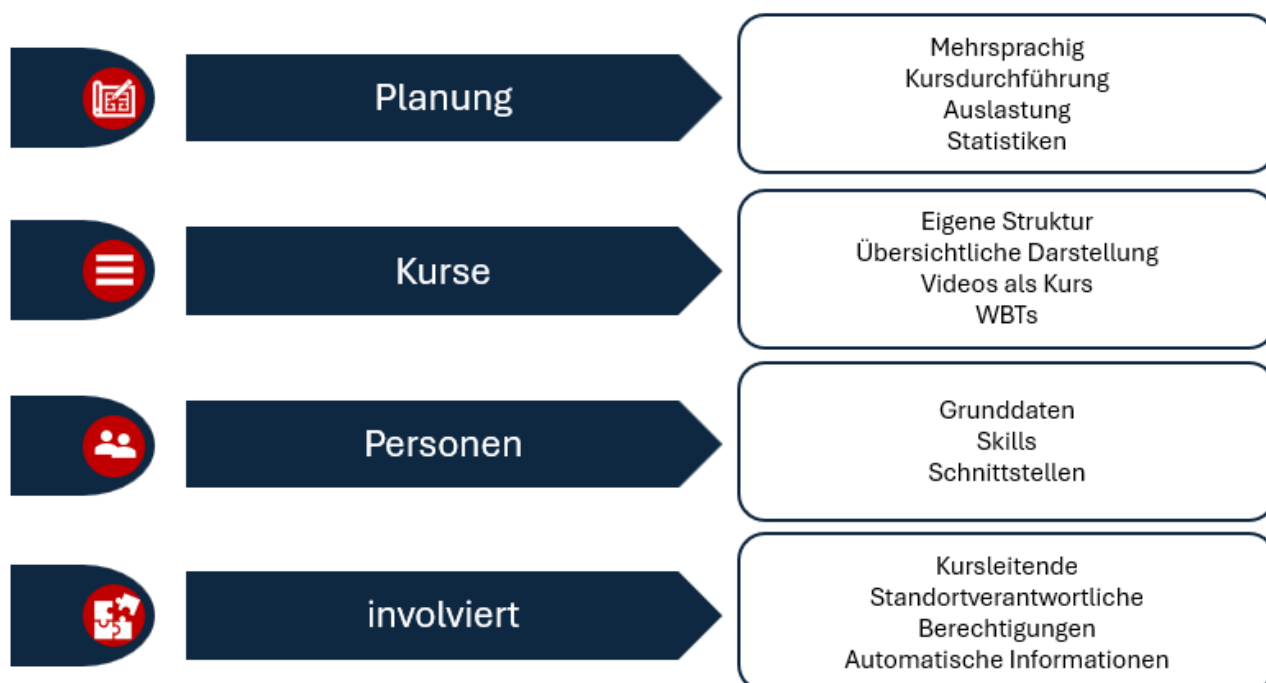 Planung
Mehrsprachig
Kursdurchführung
Auslastung
Statistiken
Kurse
Eigene Struktur
Übersichtliche Darstellung
Videos als Kurs
WBTs
Personen
Grunddaten
Skills
Schnittstellen
involviert
Kursleitende
Standortverantwortliche
Berechtigungen
Automatische Informationen